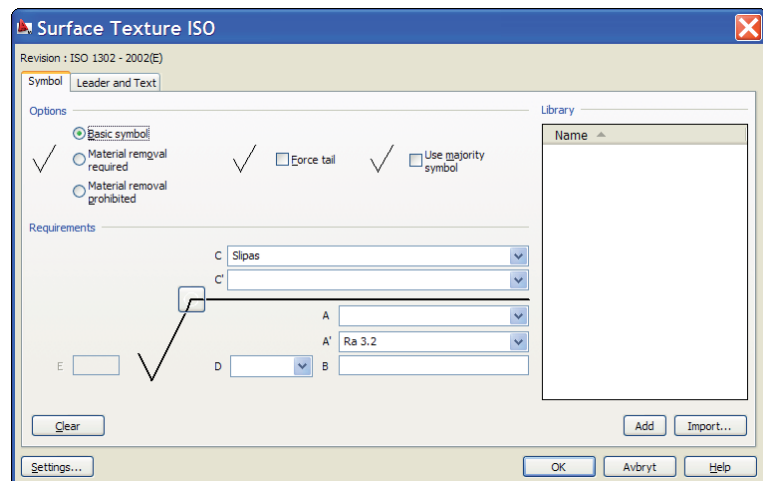 Surface Texture ISO
Revision : ISO 1302 - 2002(E)
Symbol Leader and Text
Options
Basic symbol
Material removal
required
Material removal
prohibited
Force tail
Use majority
symbol
Library
Name
Requirements
C Slipas
C'
A
A' Ra 3.2
E D B
Clear
Add Import...
Settings...
OK Avbryt Help